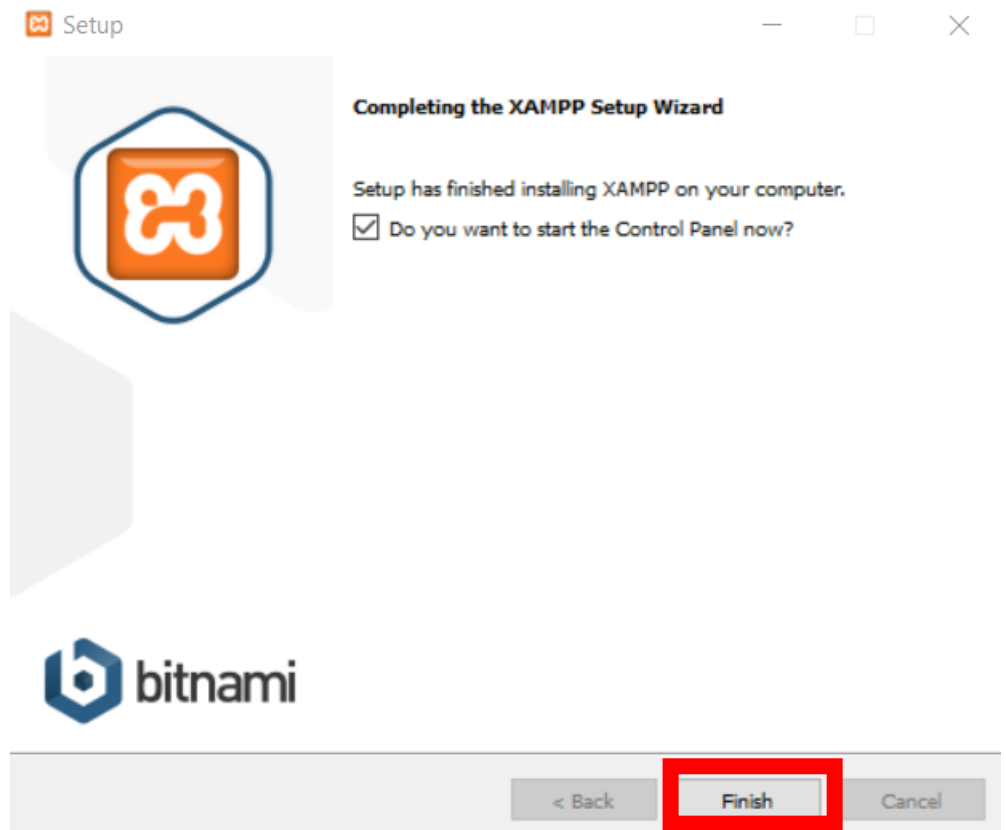 Setup
Completing the XAMPP Setup Wizard
Setup has finished installing XAMPP on your computer.
Do you want to start the Control Panel now?
bitnami
< Back
Finish
Cancel